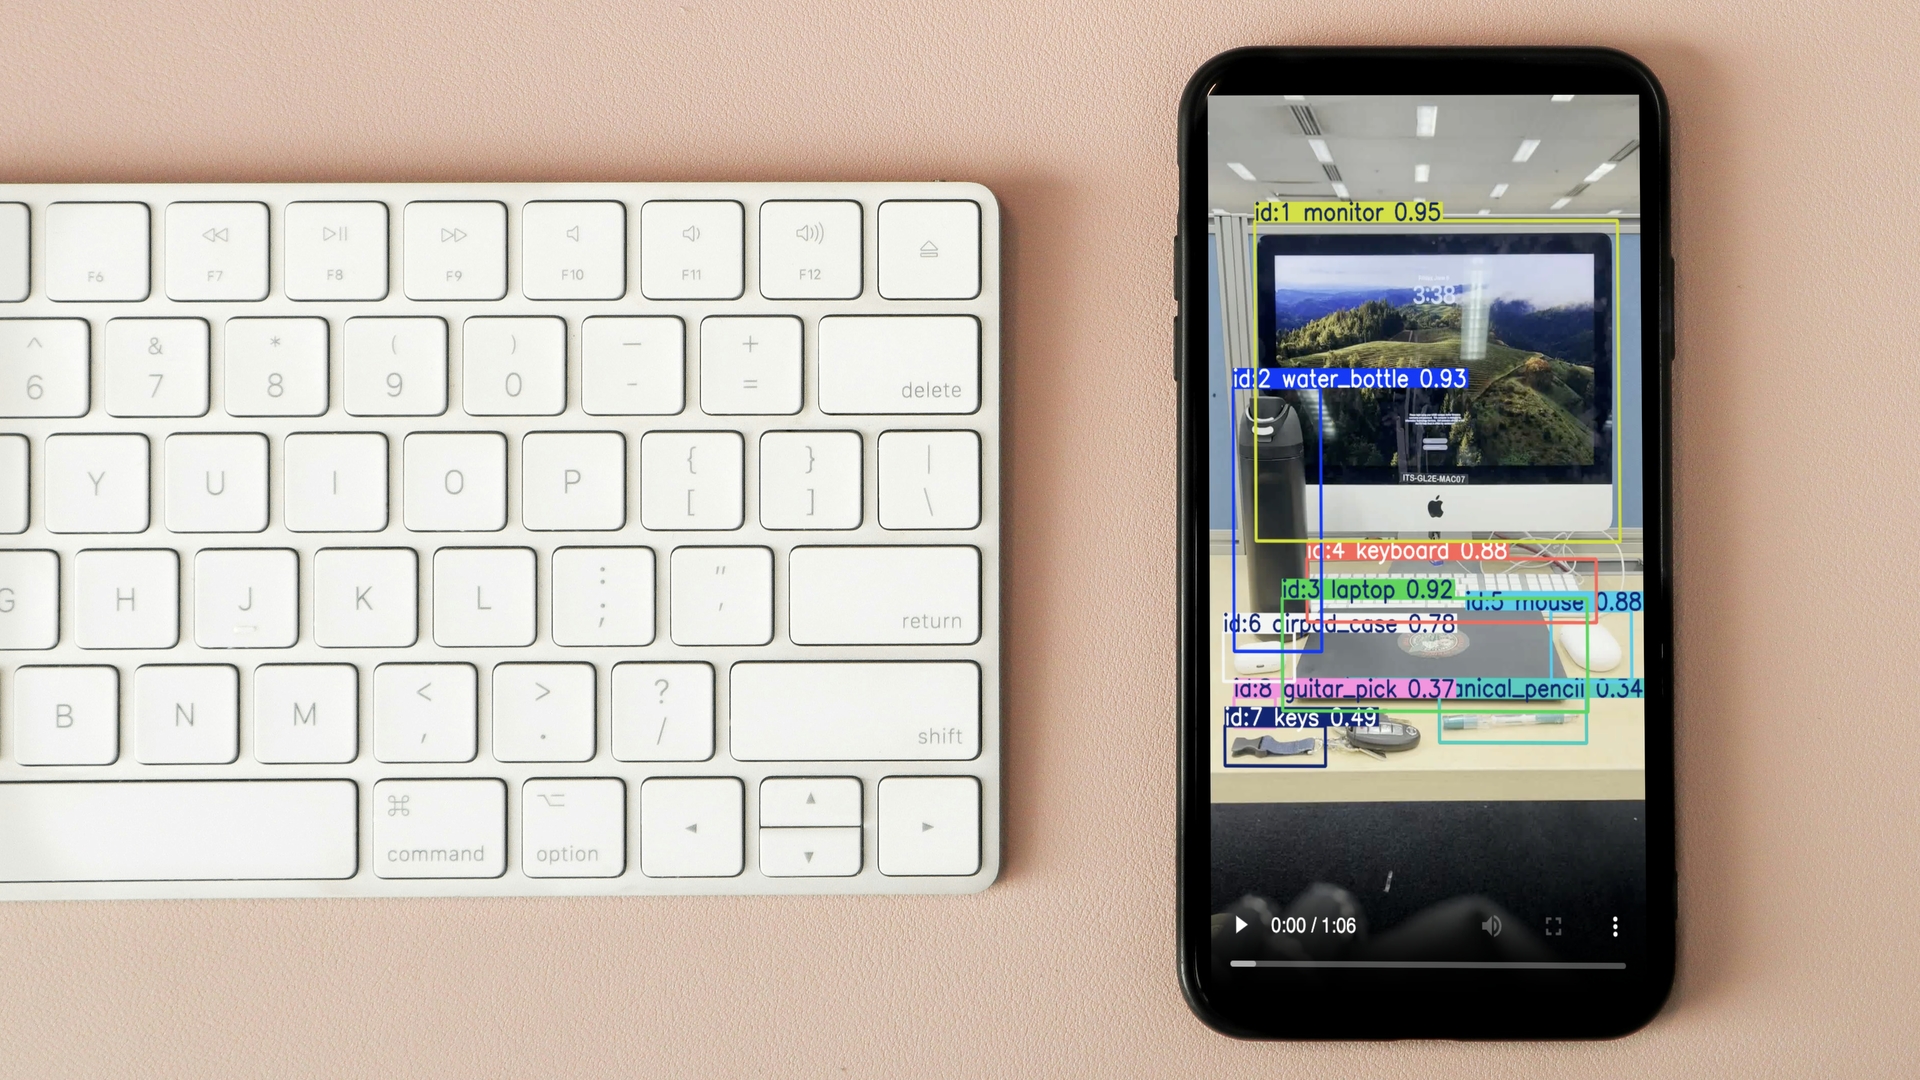 F6 F7 F8 F9 F10 F11 F12
^ & * ( ) — +
6 7 8 9 0 - = delete
Y U I O P { [ } ] | \
G H J K L : ; " ' return
B N M < , > . ? / shift
⌘ command option
id:1 monitor 0.95
3:38
id:2 water_bottle 0.93
ITS-GL2E-MAC07
id:4 keyboard 0.88
id:3 laptop 0.92
id:5 mouse 0.88
id:6 airpod_case 0.78
id:8 guitar_pick 0.37 anical_pencil 0.34
id:7 keys 0.49
0:00 / 1:06